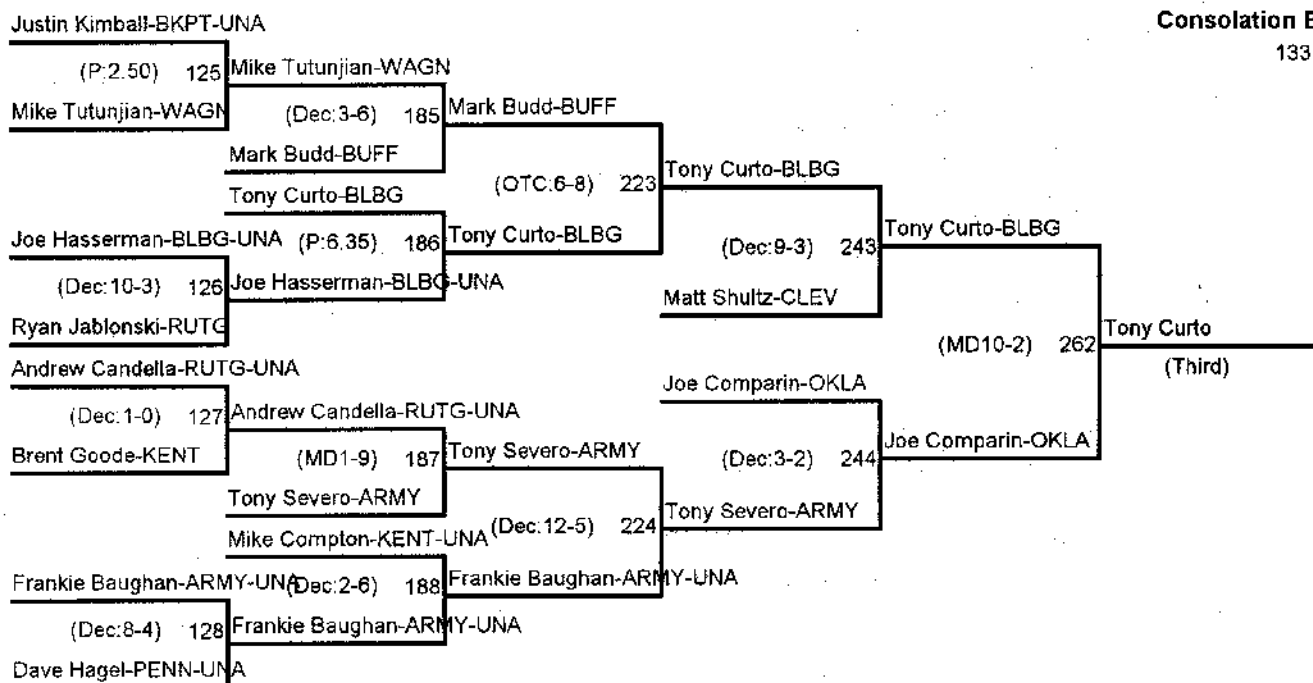 Justin Kimball-BKPT-UNA
Consolation
133
(P:2.50) 125 Mike Tutunjian-WAGN
Mike Tutunjian-WAGN
(Dec:3-6) 185 Mark Budd-BUFF
Mark Budd-BUFF
(OTC:6-8) 223 Tony Curto-BLBG
Tony Curto-BLBG
Joe Hasserman-BLBG-UNA
(P:6.35) 186 Tony Curto-BLBG
(Dec:9-3) 243 Tony Curto-BLBG
(Dec:10-3) 126 Joe Hasserman-BLBG-UNA
Matt Shultz-CLEV
Ryan Jablonski-RUTG
(MD10-2) 262 Tony Curto
(Third)
Andrew Candella-RUTG-UNA
Joe Comparin-OKLA
(Dec:1-0) 127 Andrew Candella-RUTG-UNA
Brent Goode-KENT
(MD1-9) 187 Tony Severo-ARMY
(Dec:3-2) 244 Joe Comparin-OKLA
Tony Severo-ARMY
(Dec:12-5) 224 Tony Severo-ARMY
Mike Compton-KENT-UNA
Frankie Baughan-ARMY-UNA
(Dec:2-6) 188 Frankie Baughan-ARMY-UNA
(Dec:8-4) 128 Frankie Baughan-ARMY-UNA
Dave Hagel-PENN-UNA